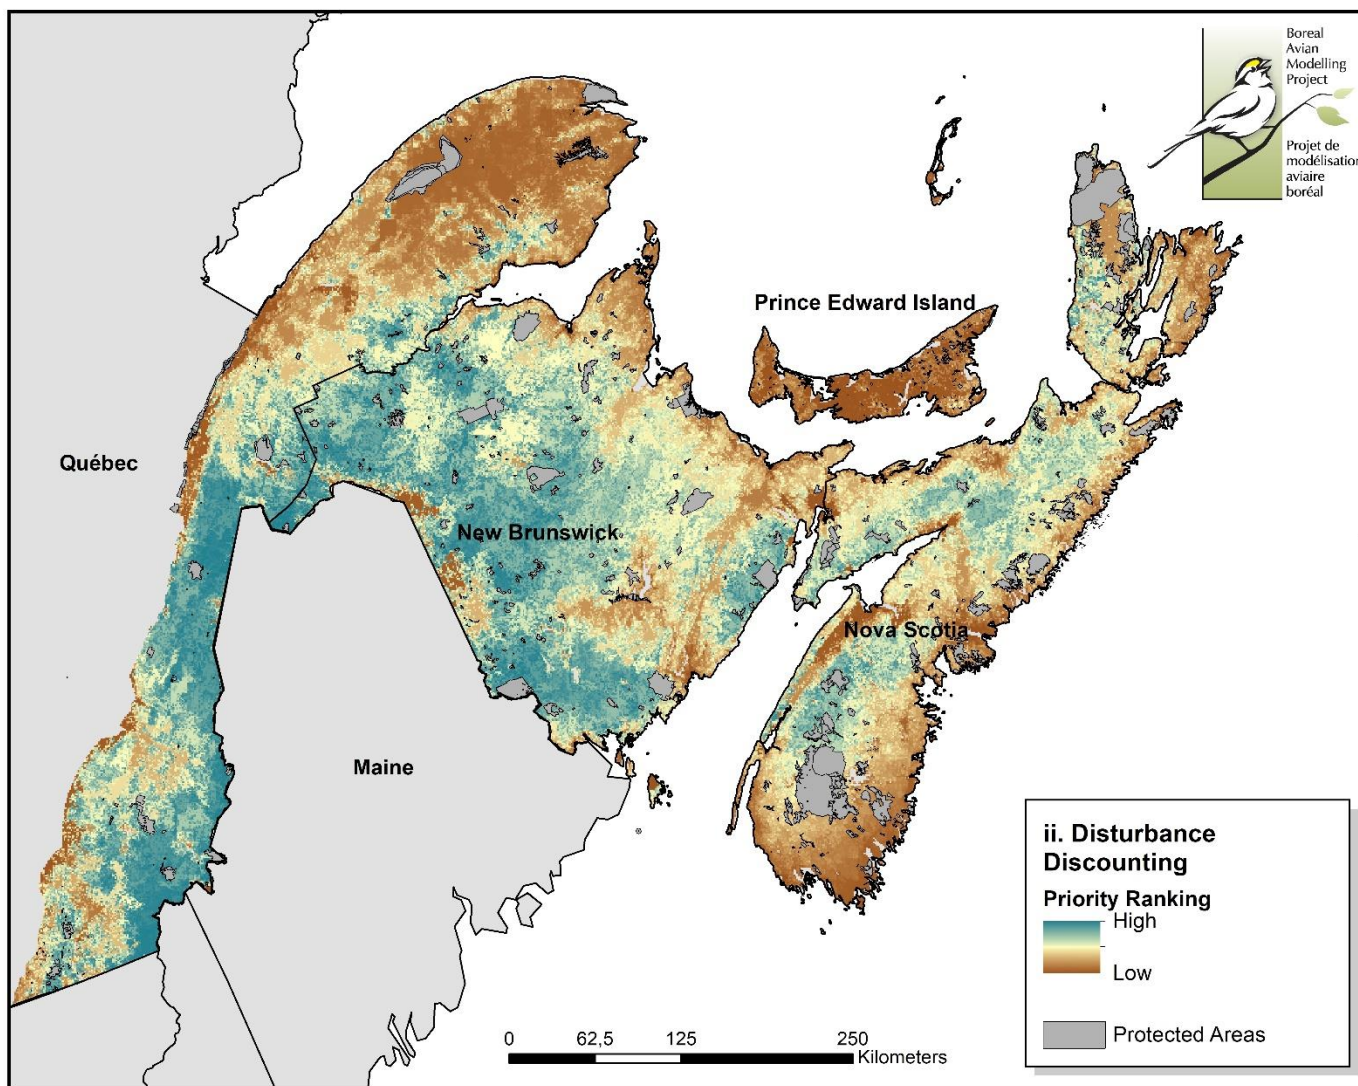 Boreal
Avian
Modelling
Project
Projet de
modélisation
aviaire
boréal
Prince Edward Island
Québec
New Brunswick
Nova Scotia
Maine
ii. Disturbance
Discounting
Priority Ranking
High
Low
Protected Areas
0 62,5 125 250
Kilometers